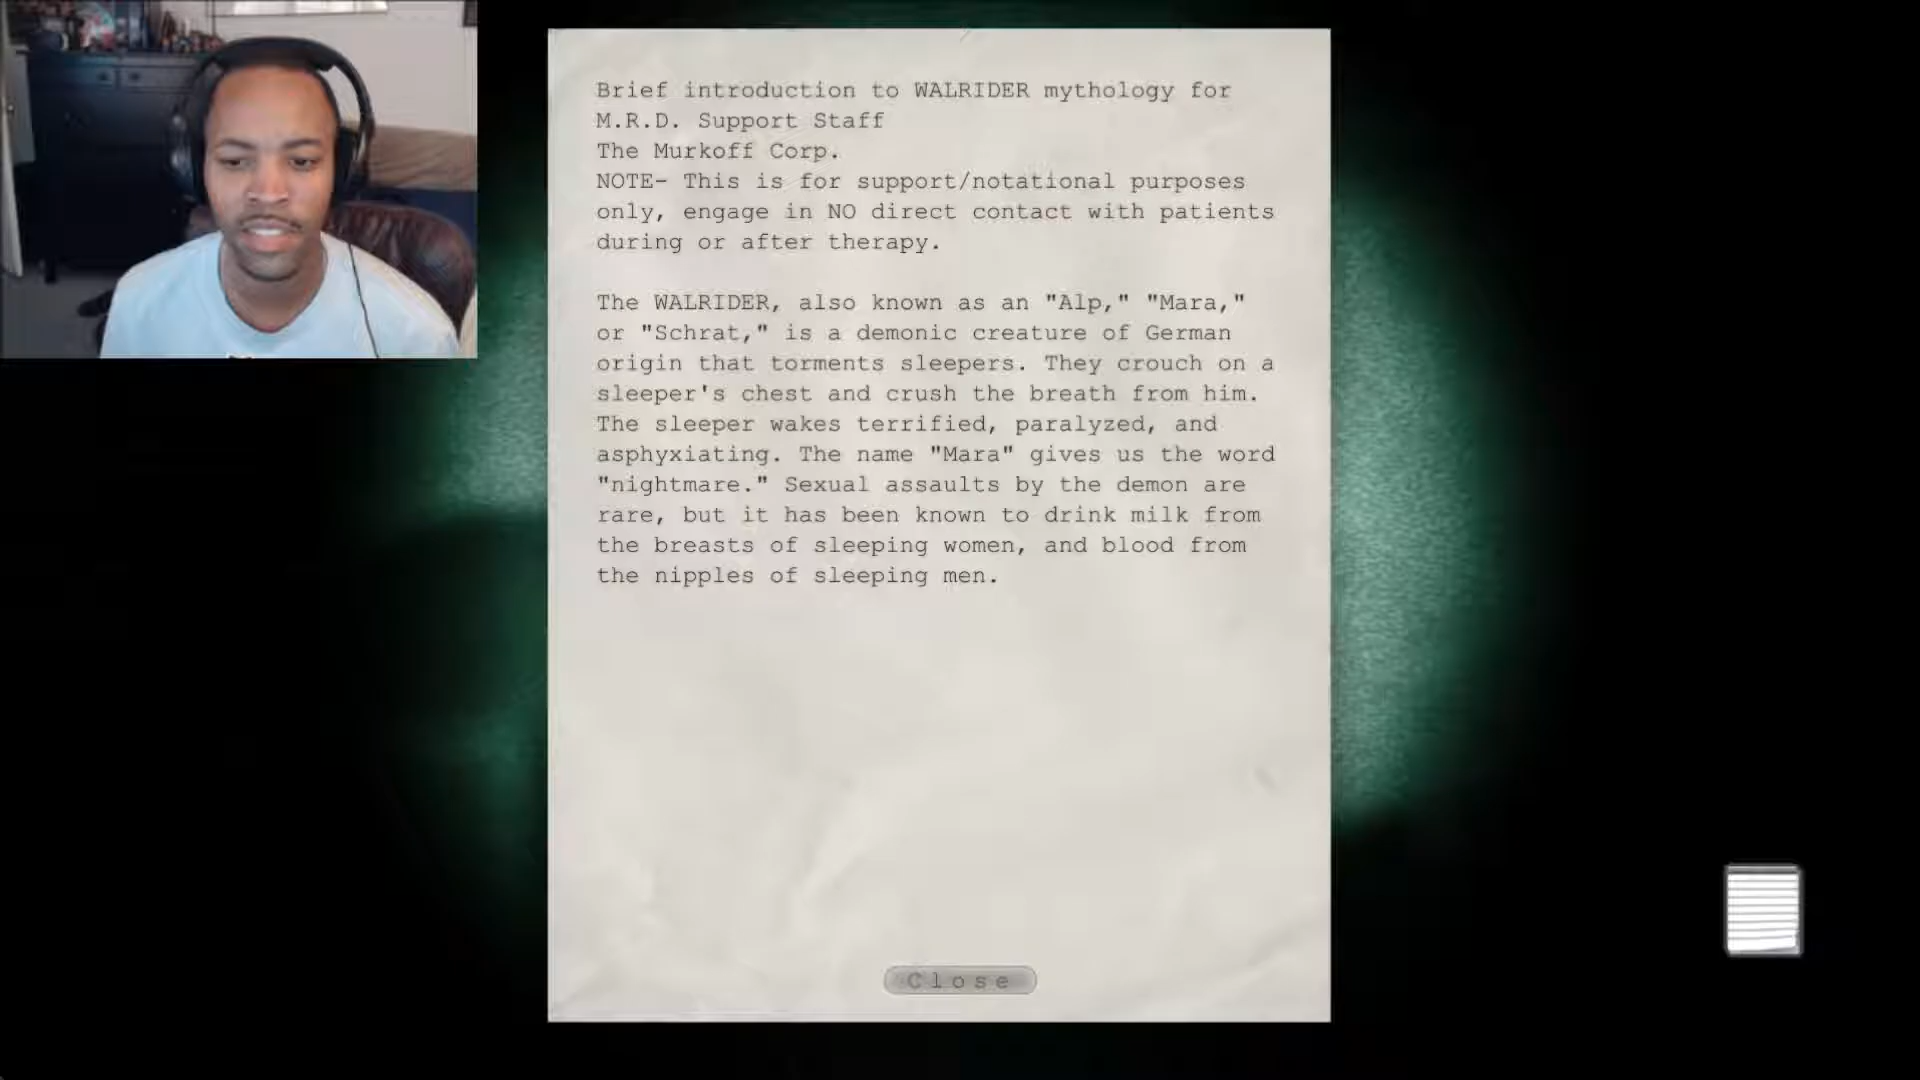 Brief introduction to WALRIDER mythology for
M.R.D. Support Staff
The Murkoff Corp.
NOTE- This is for support/notational purposes
only, engage in NO direct contact with patients
during or after therapy.
The WALRIDER, also known as an "Alp," "Mara,"
or "Schrat," is a demonic creature of German
origin that torments sleepers. They crouch on a
sleeper's chest and crush the breath from him.
The sleeper wakes terrified, paralyzed, and
asphyxiating. The name "Mara" gives us the word
"nightmare." Sexual assaults by the demon are
rare, but it has been known to drink milk from
the breasts of sleeping women, and blood from
the nipples of sleeping men.
Close